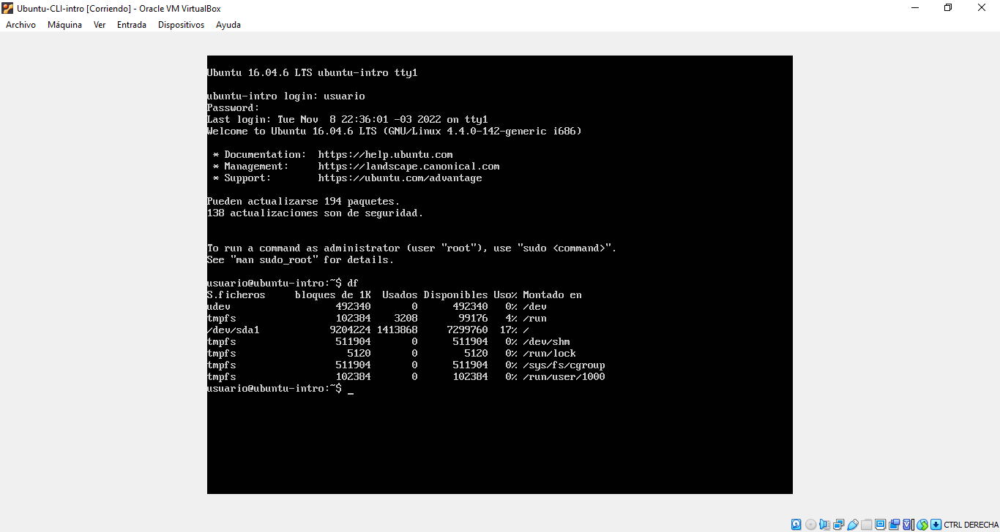 Ubuntu-CLI-intro [Corriendo] - Oracle VM VirtualBox
Archivo Máquina Ver Entrada Dispositivos Ayuda
Ubuntu 16.04.6 LTS ubuntu-intro tty1
ubuntu-intro login: usuario
Password:
Last login: Tue Nov  8 22:36:01 -03 2022 on tty1
Welcome to Ubuntu 16.04.6 LTS (GNU/Linux 4.4.0-142-generic i686)
 * Documentation:  https://help.ubuntu.com
 * Management:     https://landscape.canonical.com
 * Support:        https://ubuntu.com/advantage
Pueden actualizarse 194 paquetes.
138 actualizaciones son de seguridad.
To run a command as administrator (user "root"), use "sudo <command>".
See "man sudo_root" for details.
usuario@ubuntu-intro:~$ df
S.ficheros     bloques de 1K  Usados Disponibles Uso% Montado en
udev                  492340       0      492340   0% /dev
tmpfs                 102384    3208       99176   4% /run
/dev/sda1            9204224 1413868     7299760  17% /
tmpfs                 511904       0      511904   0% /dev/shm
tmpfs                   5120       0        5120   0% /run/lock
tmpfs                 511904       0      511904   0% /sys/fs/cgroup
tmpfs                 102384       0      102384   0% /run/user/1000
usuario@ubuntu-intro:~$ _
CTRL DERECHA